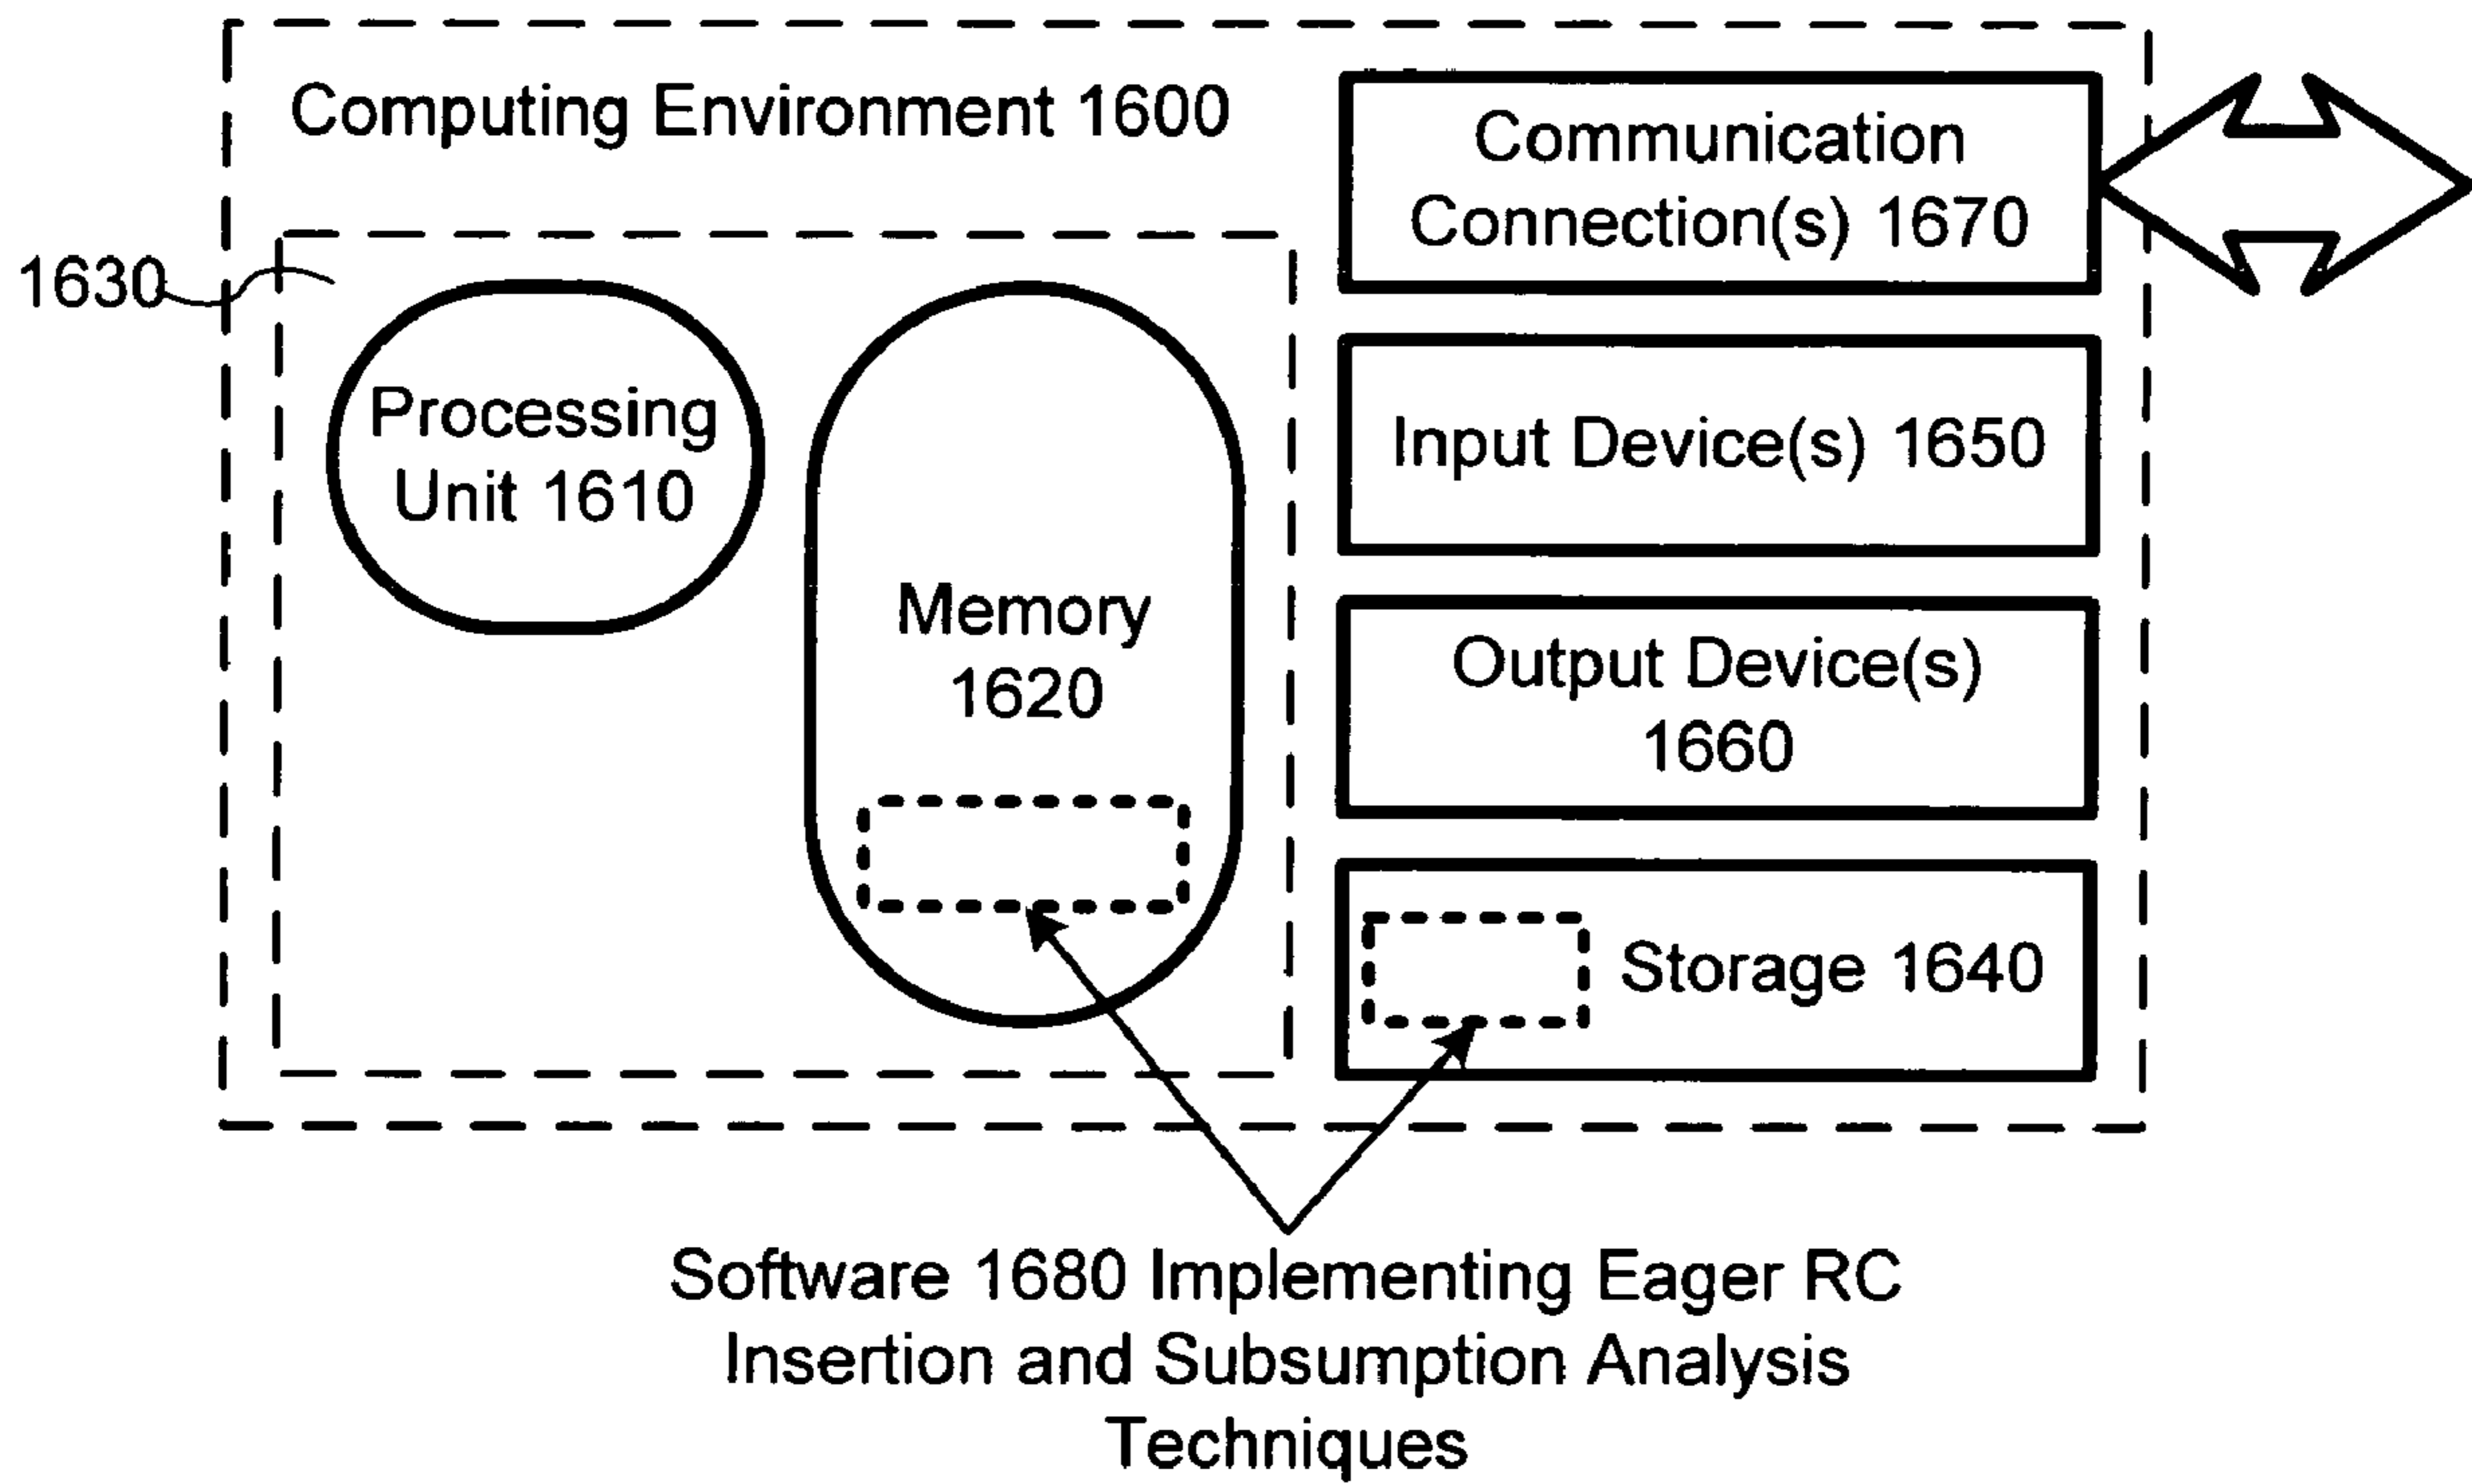 Computing Environment 1600
Communication
Connection(s) 1670
1630
Processing
Unit 1610
Memory
1620
Input Device(s) 1650
Output Device(s)
1660
Storage 1640
Software 1680 Implementing Eager RC
Insertion and Subsumption Analysis
Techniques